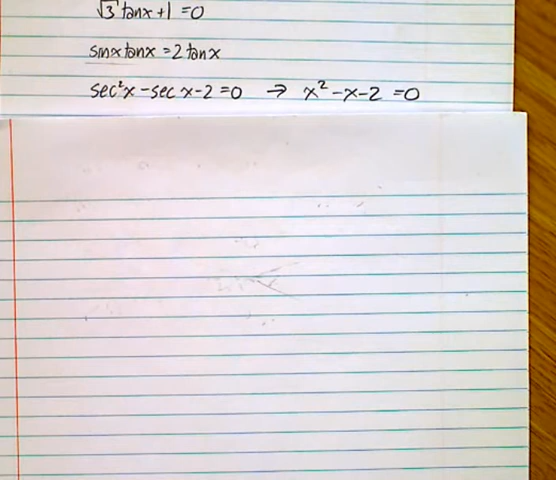 √3 tanx + 1 = 0
sinx tanx = 2 tanx
sec²x - sec x - 2 = 0 → x² - x - 2 = 0